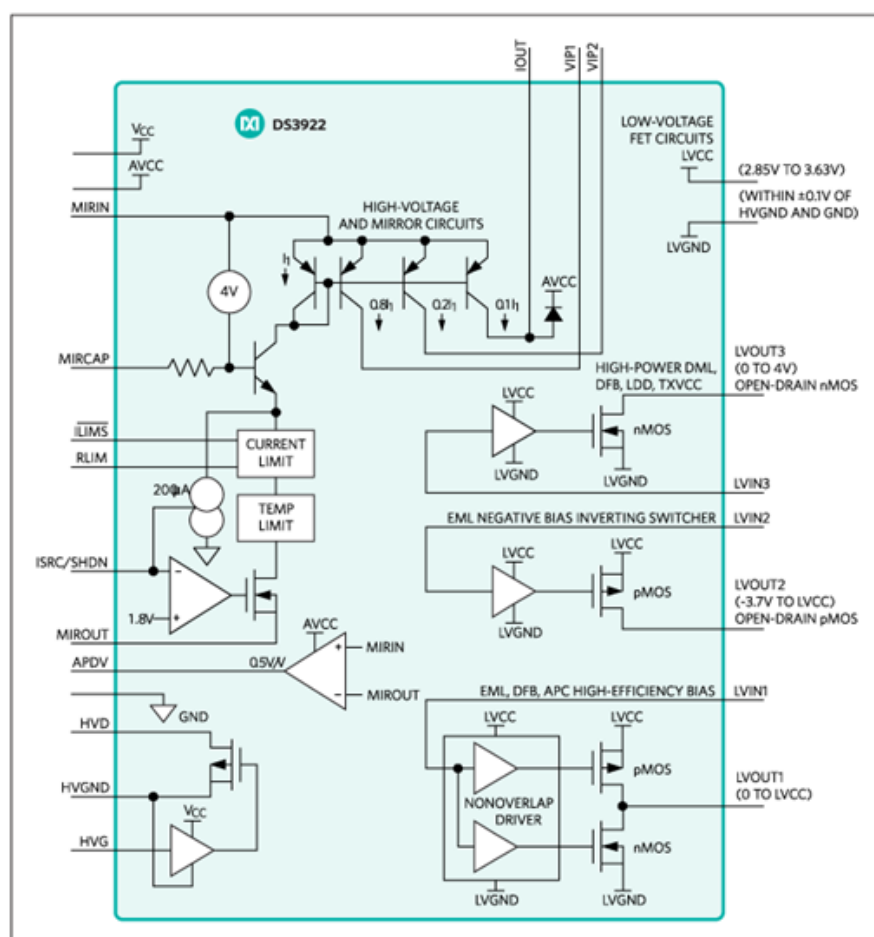 IOUT
VIP1
VIP2
DS3922
VCC
AVCC
LOW-VOLTAGE
FET CIRCUITS
LVCC
(2.85V TO 3.63V)
(WITHIN ±0.1V OF
HVGND AND GND)
LVGND
MIRIN
HIGH-VOLTAGE
AND MIRROR CIRCUITS
4V
I1
0.8I1
0.2I1
0.1I1
AVCC
MIRCAP
HIGH-POWER DML,
DFB, LDD, TXVCC
LVCC
nMOS
LVGND
LVGND
LVOUT3
(0 TO 4V)
OPEN-DRAIN nMOS
LVIN3
ILIMS
RLIM
CURRENT
LIMIT
200µA
TEMP
LIMIT
EML NEGATIVE BIAS INVERTING SWITCHER
LVIN2
LVCC
LVCC
pMOS
LVGND
LVOUT2
(-3.7V TO LVCC)
OPEN-DRAIN pMOS
ISRC/SHDN
−
+
1.8V
MIROUT
AVCC
APDV
0.5V/V
+
MIRIN
−
MIROUT
GND
EML, DFB, APC HIGH-EFFICIENCY BIAS
LVIN1
LVCC
LVCC
pMOS
NONOVERLAP
DRIVER
nMOS
LVGND
LVGND
LVOUT1
(0 TO LVCC)
HVD
HVGND
VCC
HVG